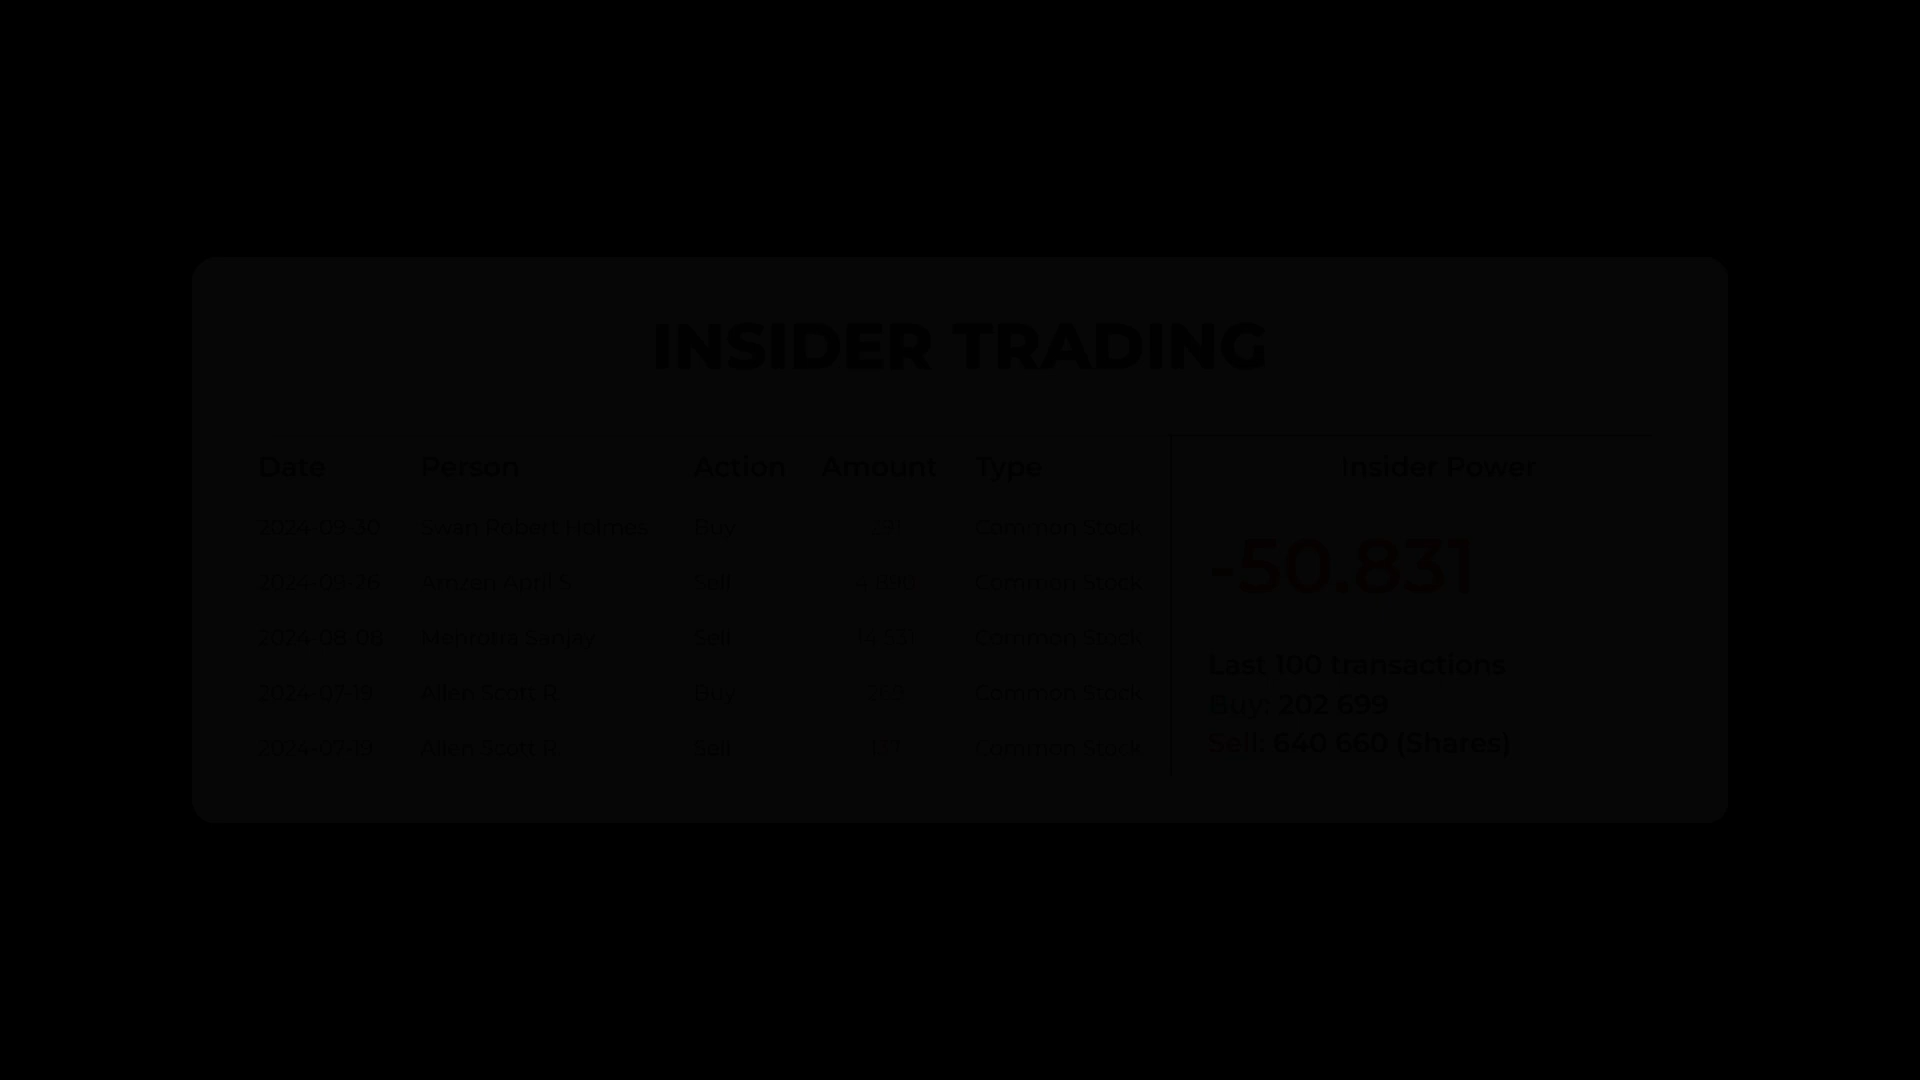 INSIDER TRADING
Date Person Action Amount Type
2024-09-30 Swan Robert Holmes Buy Common Stock
2024-09-26 Amzen April S Sell Common Stock
2024-08-08 Mehrotra Sanjay Sell Common Stock
2024-07-19 Allen Scott R. Buy Common Stock
2024-07-19 Allen Scott R. Sell Common Stock
Insider Power
-50.831
Last 100 transactions
Buy: 202 699
Sell: 640 660 (Shares)